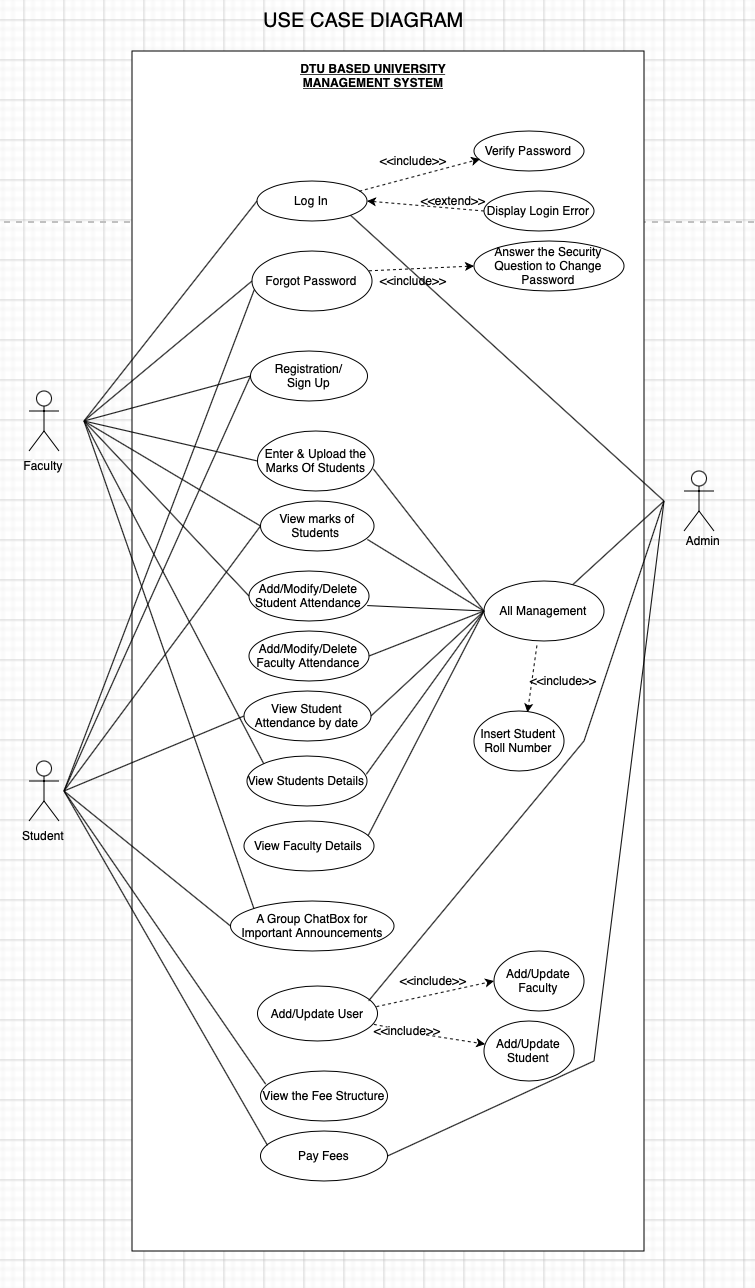 USE CASE DIAGRAM
DTU BASED UNIVERSITY
MANAGEMENT SYSTEM
Verify Password
<<include>>
Log In
<<extend>>
Display Login Error
Answer the Security
Question to Change
Password
Forgot Password
<<include>>
Registration/
Sign Up
Faculty
Enter & Upload the
Marks Of Students
View marks of
Students
Admin
Add/Modify/Delete
Student Attendance
All Management
Add/Modify/Delete
Faculty Attendance
<<include>>
View Student
Attendance by date
Insert Student
Roll Number
View Students Details
Student
View Faculty Details
A Group ChatBox for
Important Announcements
<<include>>
Add/Update
Faculty
Add/Update User
<<include>>
Add/Update
Student
View the Fee Structure
Pay Fees